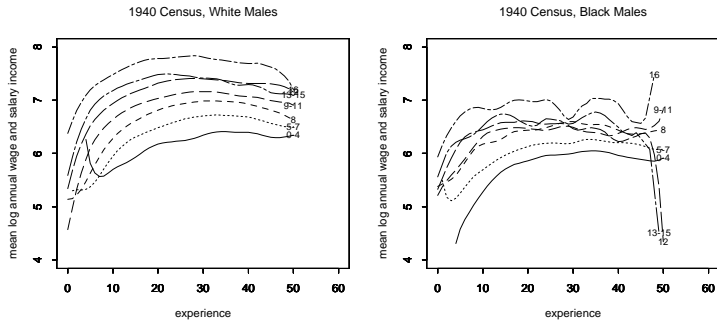 1940 Census, White Males
mean log annual wage and salary income
8
7
6
5
4
16
13-15
9-11
8
5-7
0-4
0 10 20 30 40 50 60
experience
1940 Census, Black Males
mean log annual wage and salary income
8
7
6
5
4
16
9-11
8
5-7
0-4
13-15
12
0 10 20 30 40 50 60
experience